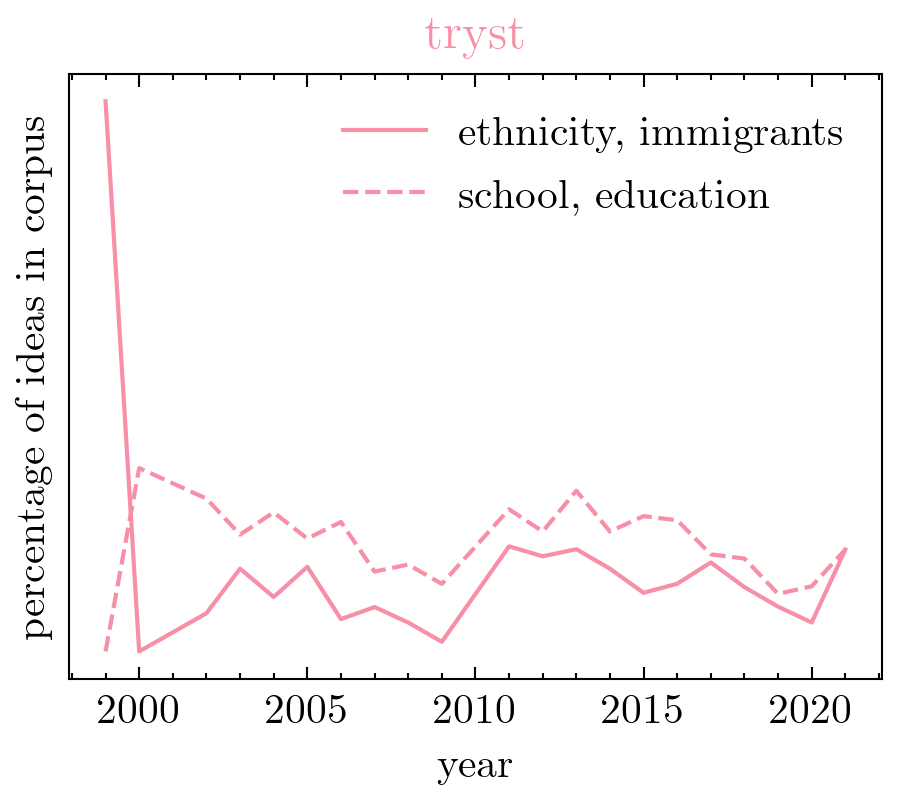 tryst
percentage of ideas in corpus
ethnicity, immigrants
school, education
2000 2005 2010 2015 2020
year